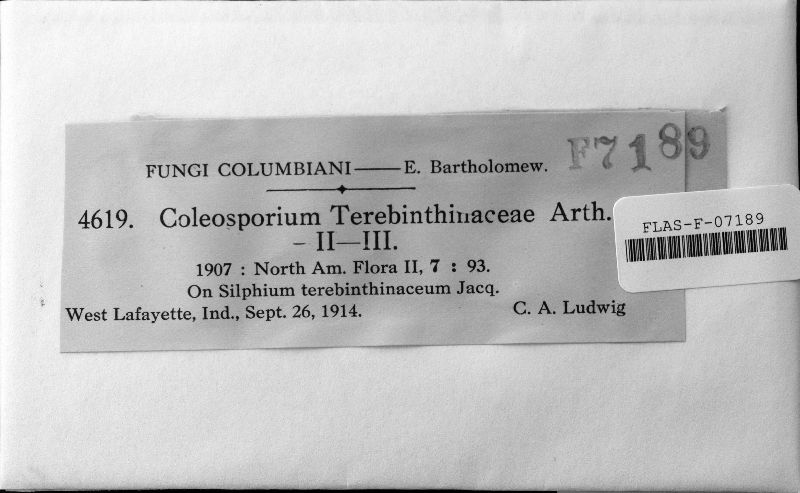 F7189
FUNGI COLUMBIANI——E. Bartholomew.
4619. Coleosporium Terebinthinaceae Arth.
- II—III.
1907 : North Am. Flora II, 7 : 93.
On Silphium terebinthinaceum Jacq.
West Lafayette, Ind., Sept. 26, 1914. C. A. Ludwig
FLAS-F-07189